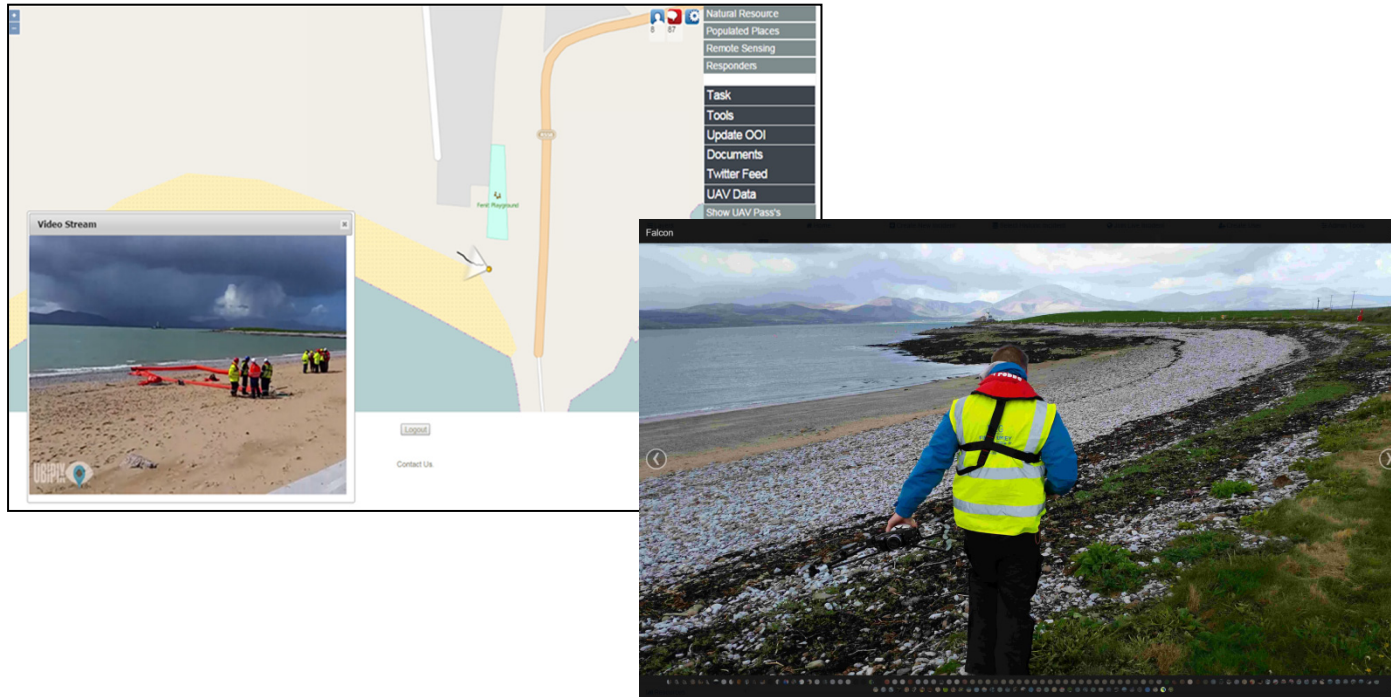 +
−
8 87
Natural Resource
Populated Places
Remote Sensing
Responders
Task
Tools
Update OOI
Documents
Twitter Feed
UAV Data
Show UAV Pass's
Fenit Playground
Video Stream
Logout
Contact Us.
Falcon